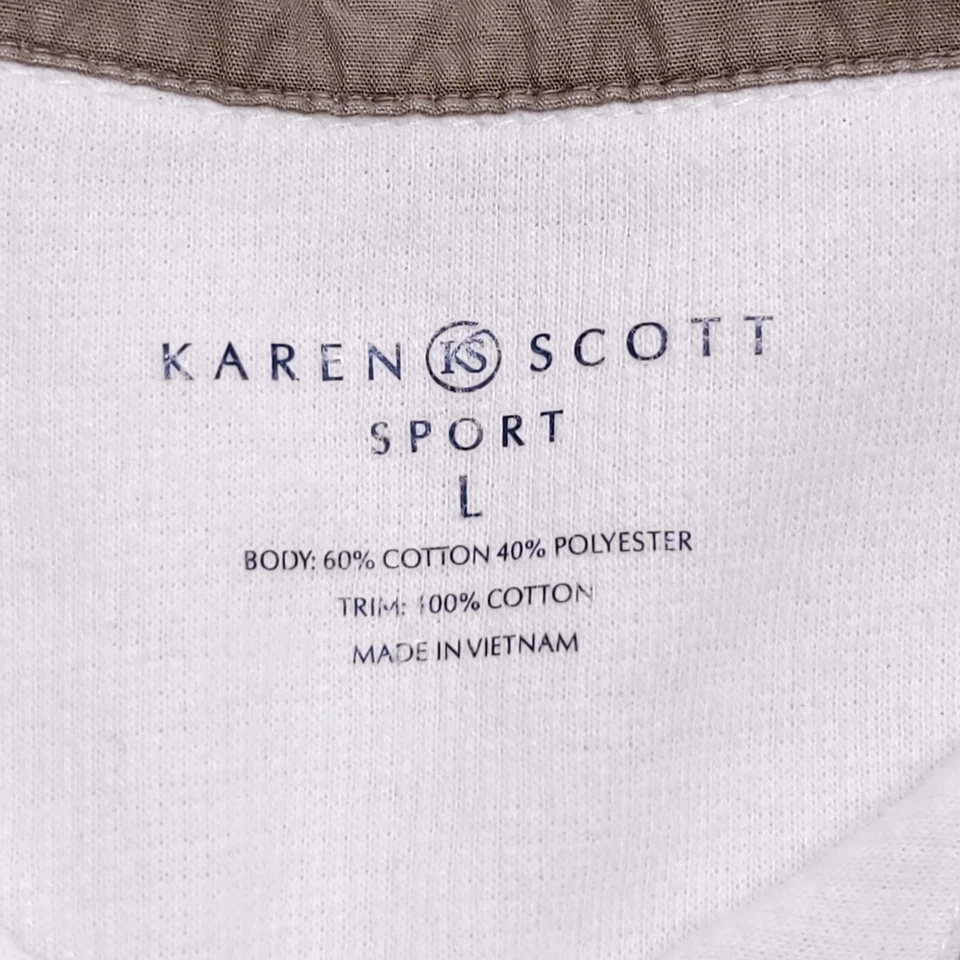 KAREN KS SCOTT
SPORT
L
BODY: 60% COTTON 40% POLYESTER
TRIM: 100% COTTON
MADE IN VIETNAM